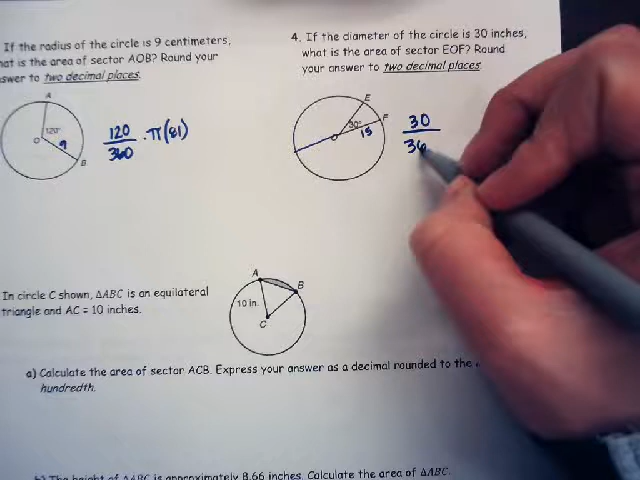 If the radius of the circle is 9 centimeters,
at is the area of sector AOB? Round your
swer to two decimal places.
A
120°
O
9
B
120
360
· π(81)
4. If the diameter of the circle is 30 inches,
what is the area of sector EOF? Round
your answer to two decimal places.
E
30°
F
15
O
30
36
In circle C shown, ΔABC is an equilateral
triangle and AC = 10 inches.
A
B
10 in.
C
a) Calculate the area of sector ACB. Express your answer as a decimal rounded to the
hundredth.
b) The height of ΔABC is approximately 8.66 inches. Calculate the area of ΔABC.